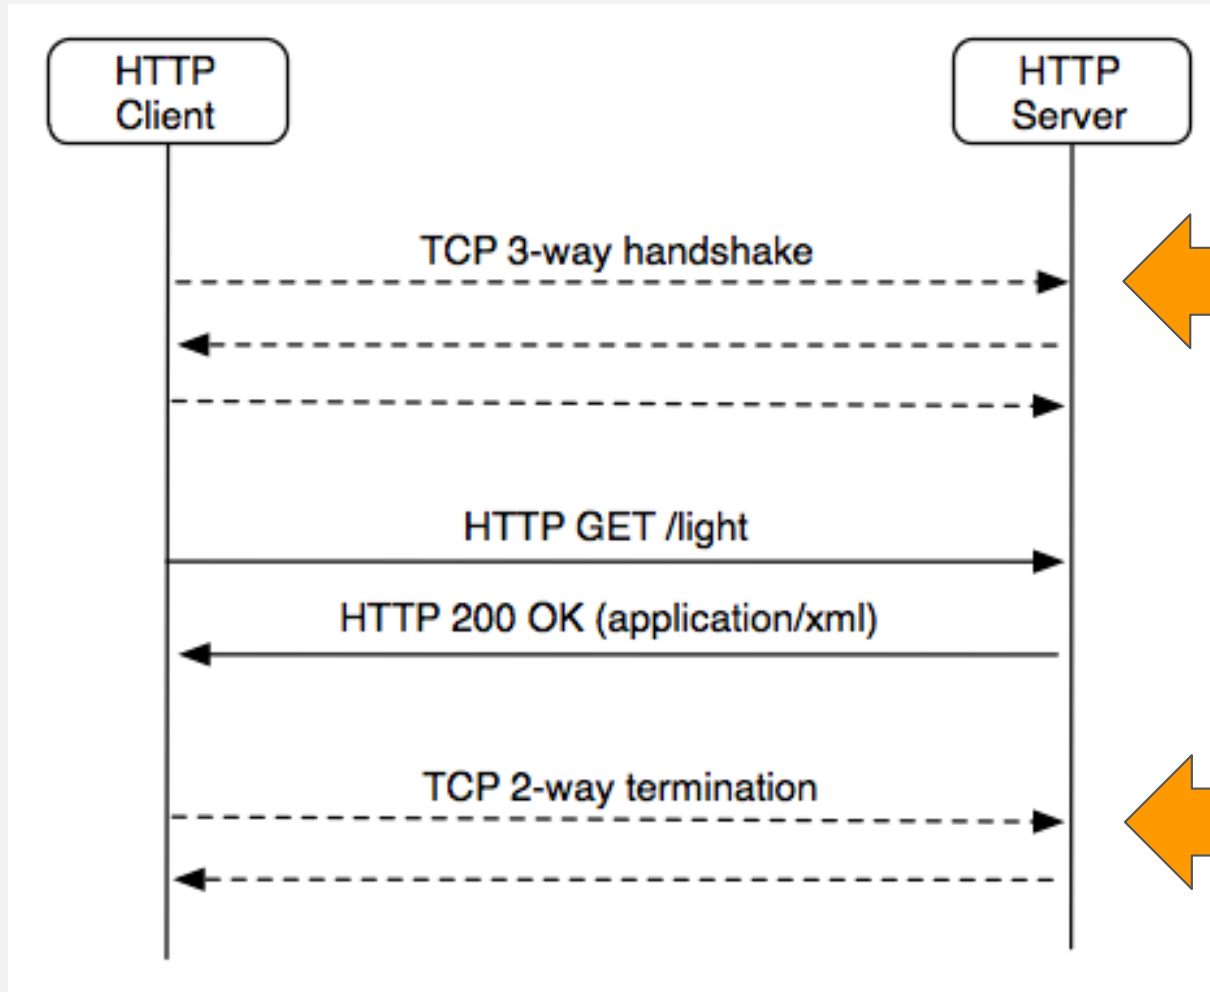 HTTP
Client
HTTP
Server
TCP 3-way handshake
HTTP GET /light
HTTP 200 OK (application/xml)
TCP 2-way termination